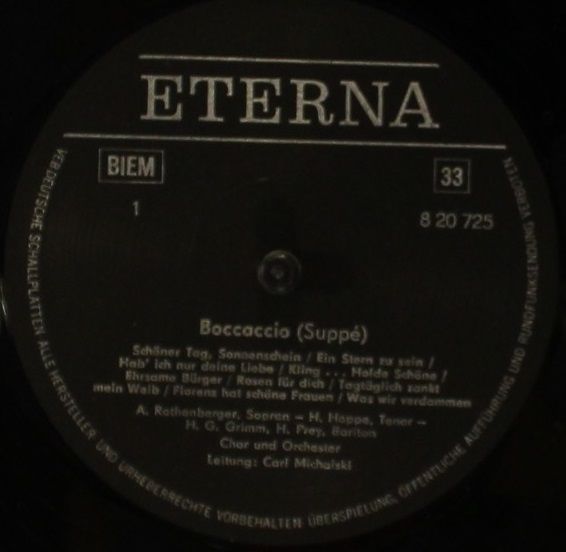 ETERNA
BIEM
33
1
8 20 725
Boccaccio (Suppé)
Schöner Tag, Sonnenschein / Ein Stern zu sein /
Hab' ich nur deine Liebe / Kling ... Holde Schöne /
Ehrsame Bürger / Rosen für dich / Tagtäglich zankt
mein Weib / Florenz hat schöne Frauen / Was wir verdammen
A. Rothenberger, Sopran – H. Hoppe, Tenor –
H. G. Grimm, H. Prey, Bariton
Chor und Orchester
Leitung: Carl Michalski
VEB DEUTSCHE SCHALLPLATTEN ALLE HERSTELLER- UND URHEBERRECHTE VORBEHALTEN ÜBERSPIELUNG, ÖFFENTLICHE AUFFÜHRUNG UND RUNDFUNKSENDUNG VERBOTEN